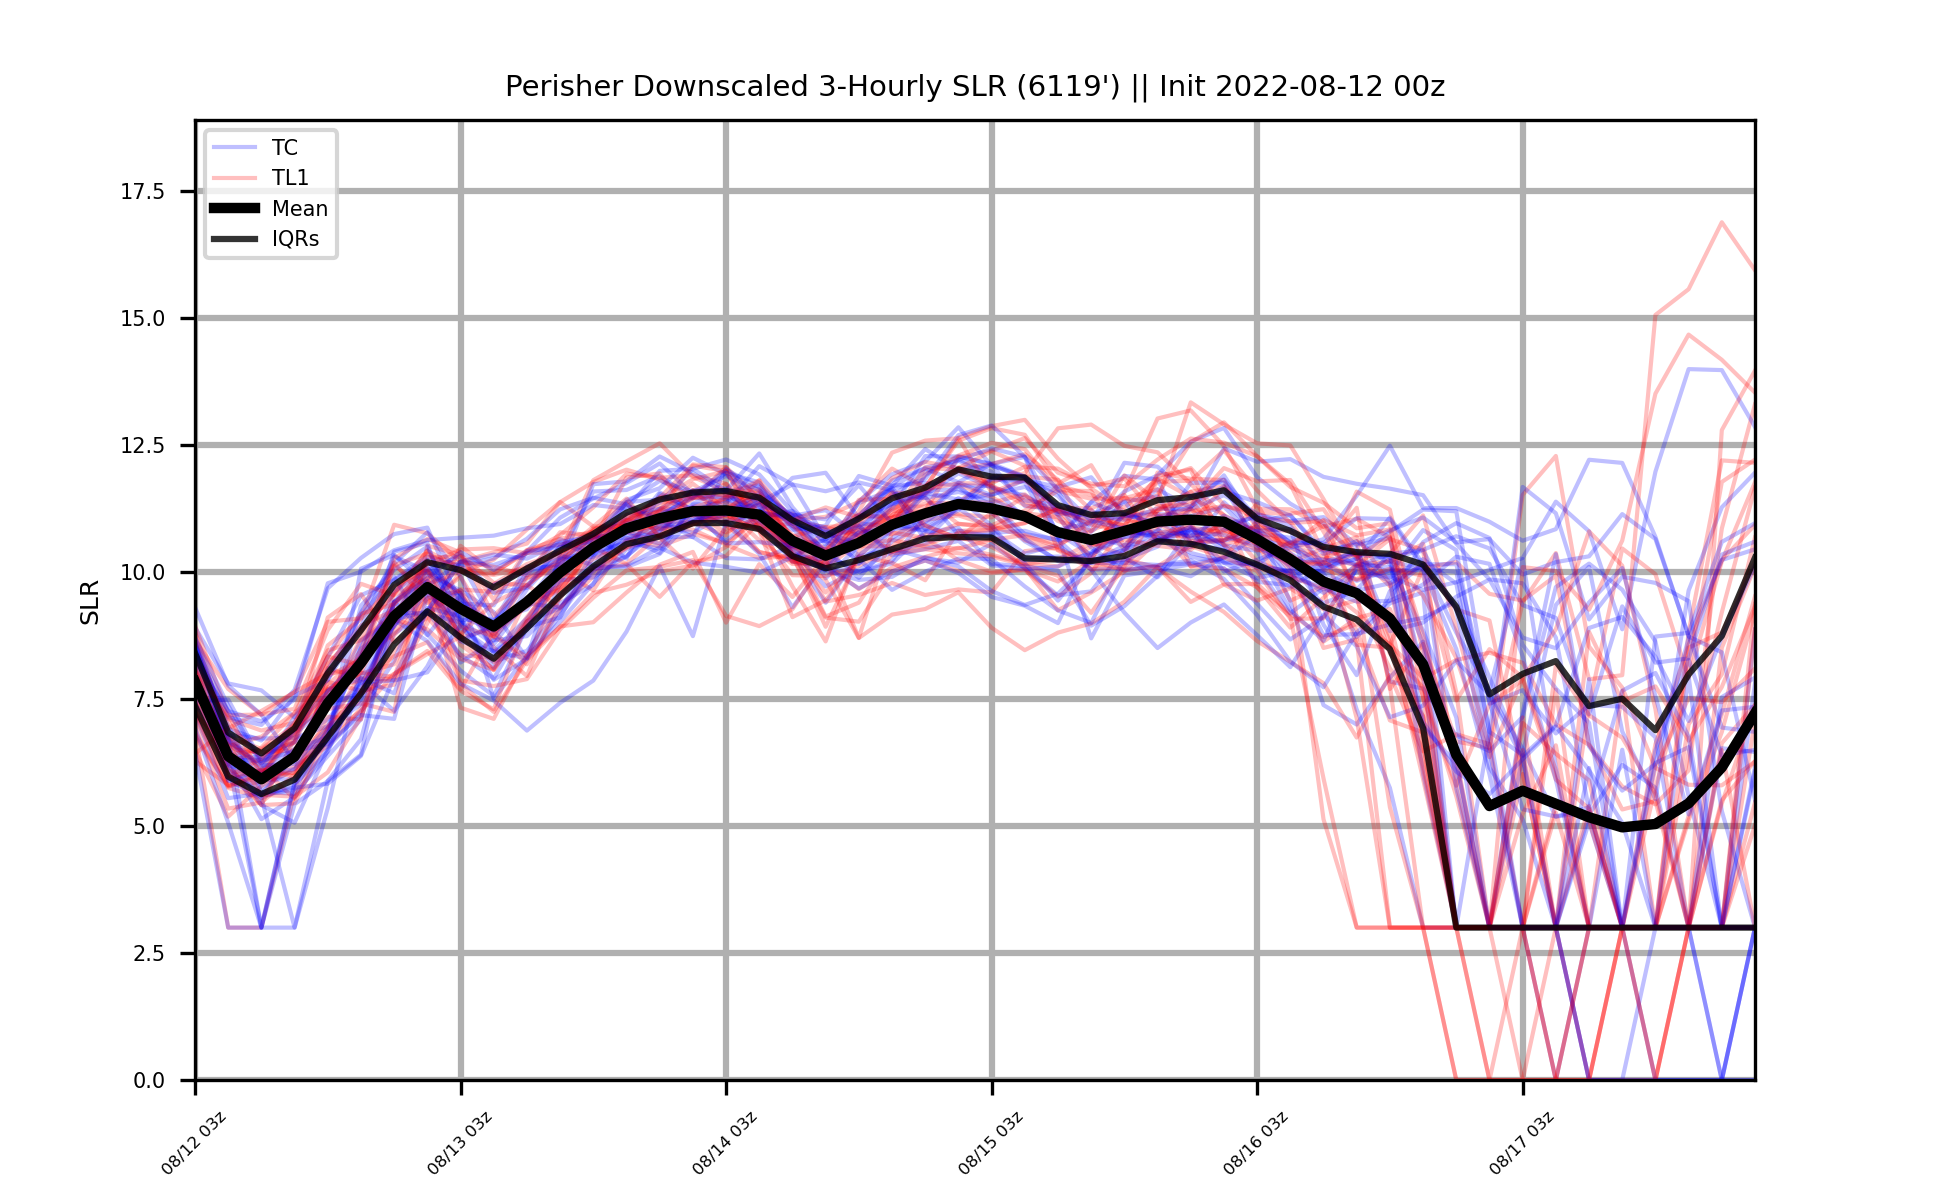 Perisher Downscaled 3-Hourly SLR (6119') || Init 2022-08-12 00z
TC
TL1
Mean
IQRs
17.5
15.0
12.5
10.0
7.5
5.0
2.5
0.0
SLR
08/12 03z
08/13 03z
08/14 03z
08/15 03z
08/16 03z
08/17 03z